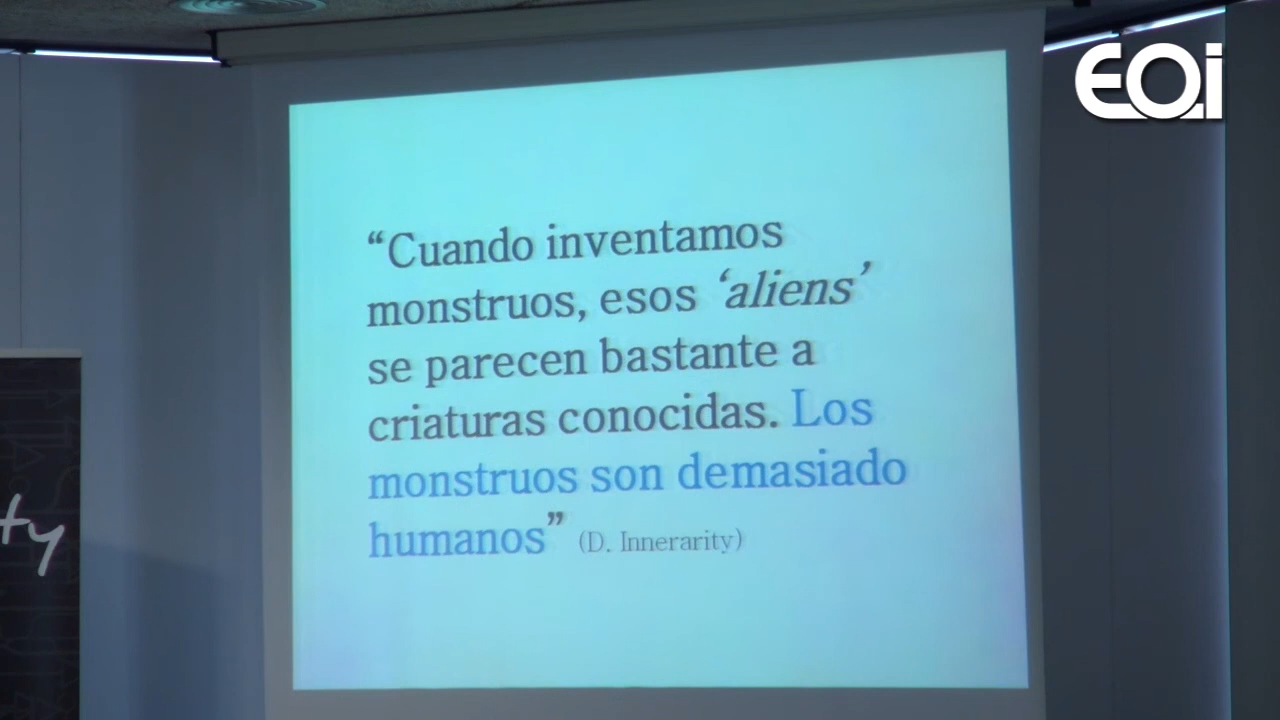 EOi
“Cuando inventamos
monstruos, esos ‘aliens’
se parecen bastante a
criaturas conocidas. Los
monstruos son demasiado
humanos” (D. Innerarity)
ty